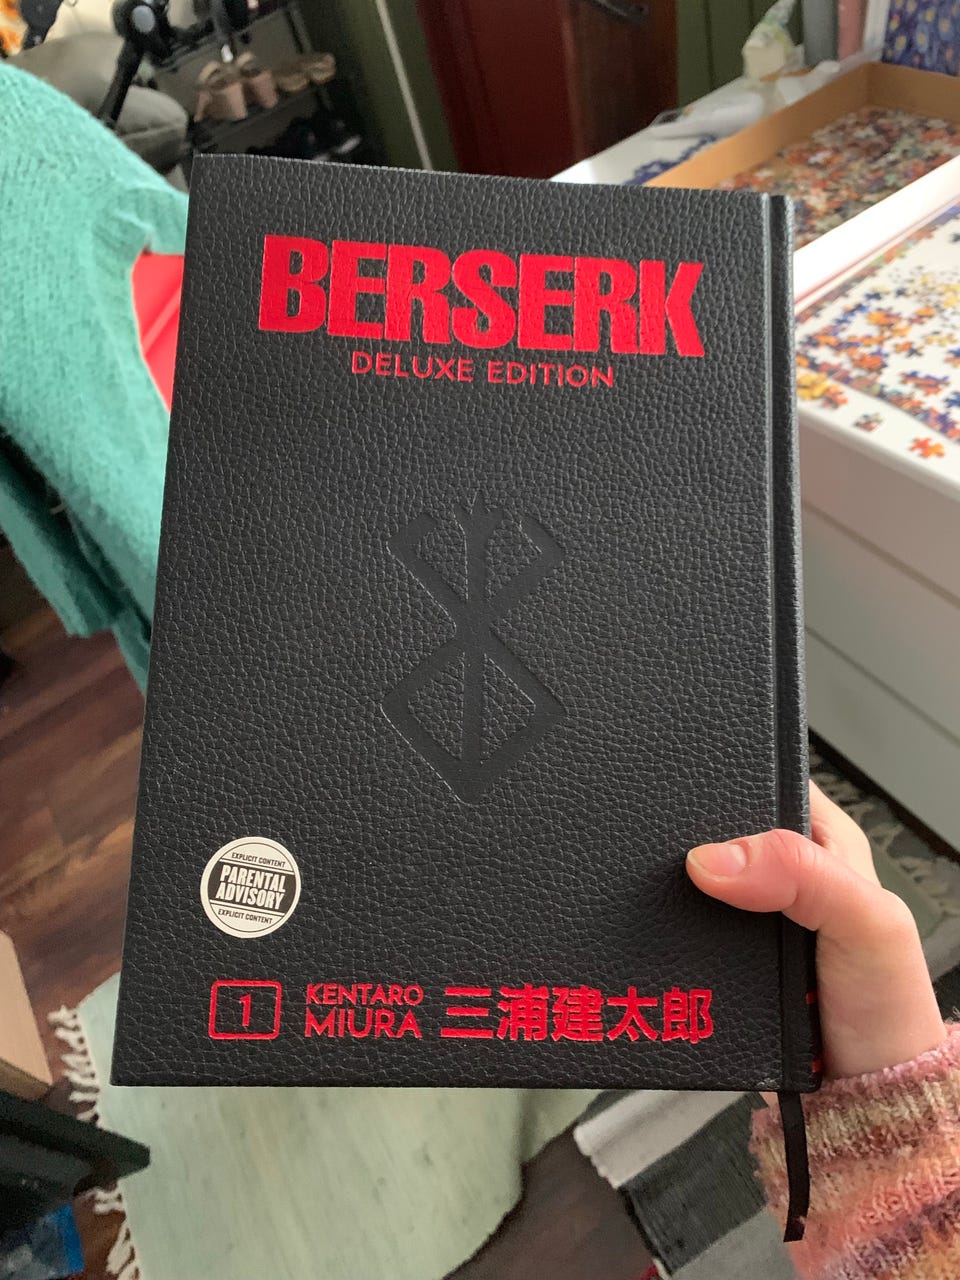 BERSERK
DELUXE EDITION
EXPLICIT CONTENT
PARENTAL
ADVISORY
EXPLICIT CONTENT
1
KENTARO
MIURA
三浦建太郎